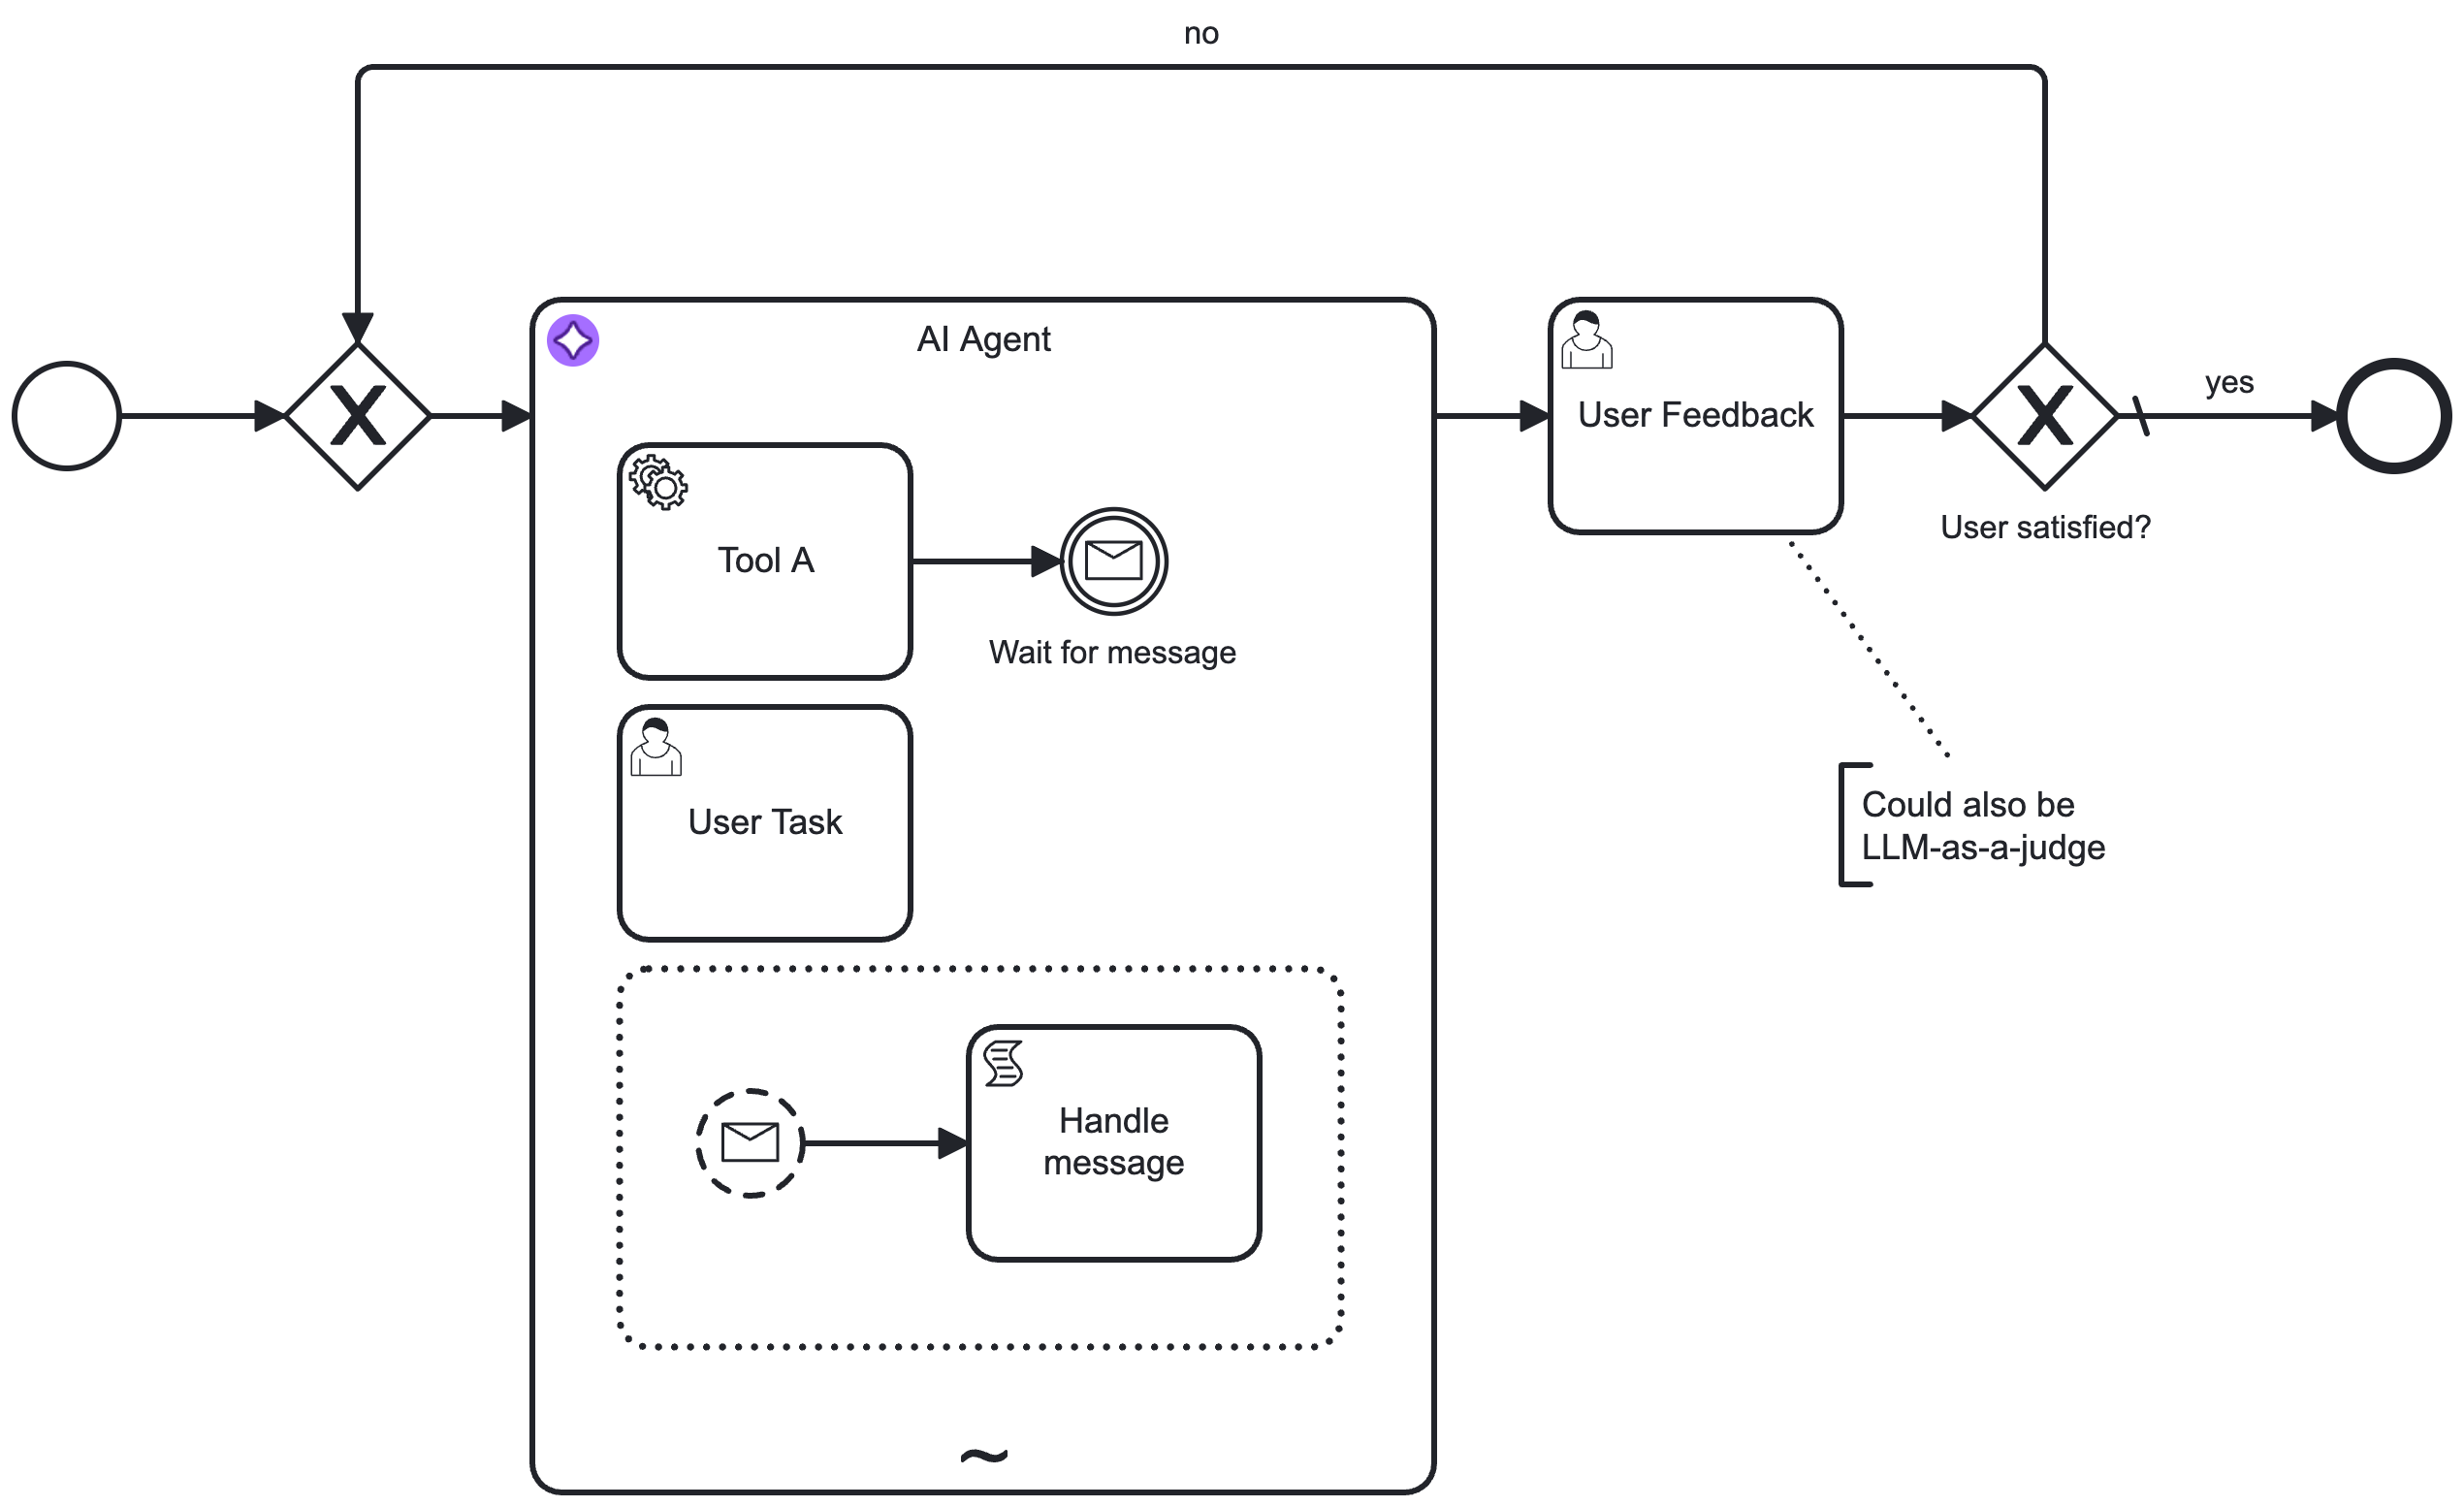 no
AI Agent
yes
User Feedback
User satisfied?
Tool A
Wait for message
User Task
Could also be
LLM-as-a-judge
Handle
message